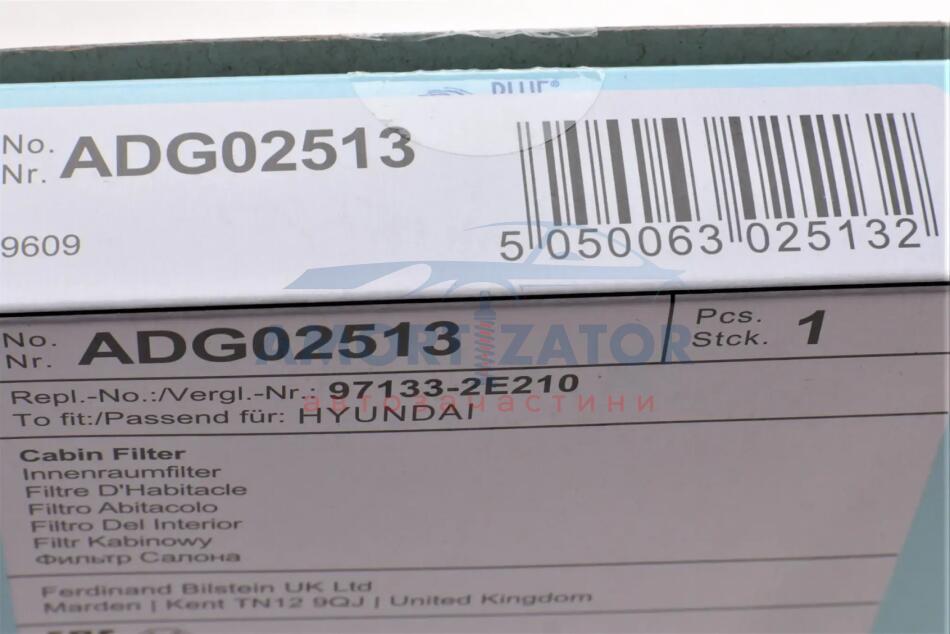 BLUE®
No.
Nr. ADG02513
9609
5 050063 025132
No.
Nr. ADG02513
Pcs.
Stck. 1
AMORTIZATOR
автозапчастини
Repl.-No.:/Vergl.-Nr.: 97133-2E210
To fit:/Passend für: HYUNDAI
Cabin Filter
Innenraumfilter
Filtre D'Habitacle
Filtro Abitacolo
Filtro Del Interior
Filtr Kabinowy
Фильтр Салона
Ferdinand Bilstein UK Ltd
Marden | Kent TN12 9QJ | United Kingdom